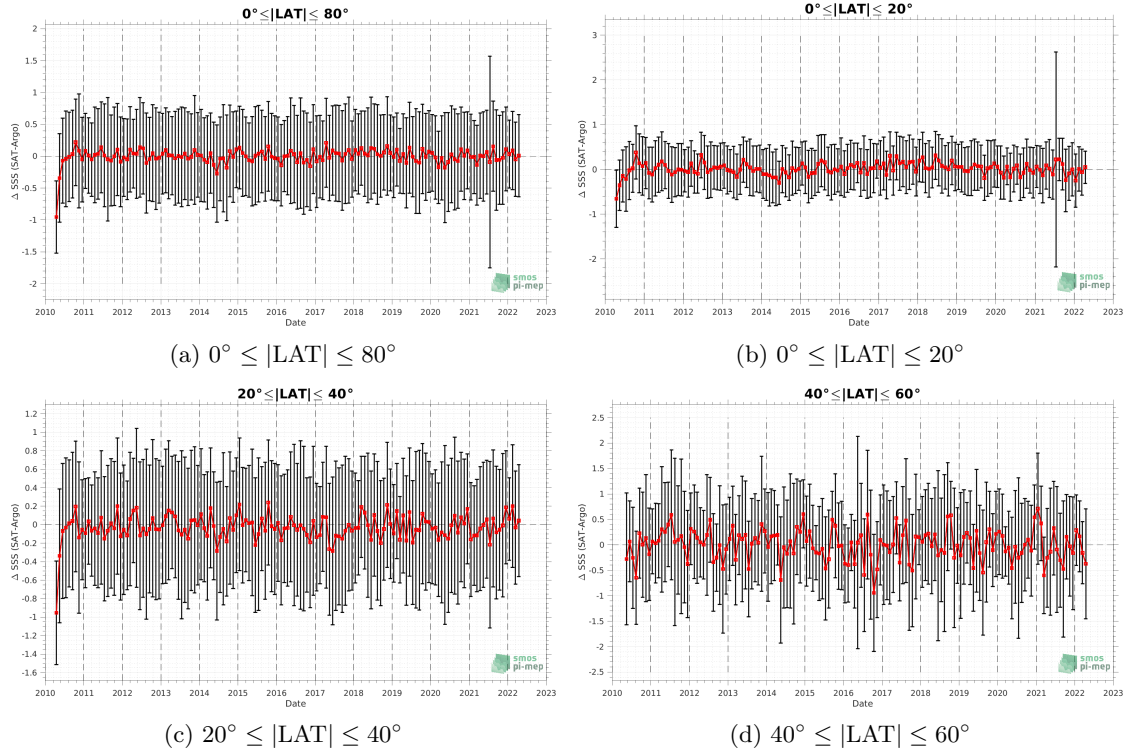 0°≤|LAT|≤ 80°
2
1.5
1
0.5
0
-0.5
-1
-1.5
-2
Δ SSS (SAT-Argo)
2010 2011 2012 2013 2014 2015 2016 2017 2018 2019 2020 2021 2022 2023
Date
smos
pi-mep
(a) 0° ≤ |LAT| ≤ 80°
0°≤|LAT|≤ 20°
3
2
1
0
-1
-2
Δ SSS (SAT-Argo)
2010 2011 2012 2013 2014 2015 2016 2017 2018 2019 2020 2021 2022 2023
Date
smos
pi-mep
(b) 0° ≤ |LAT| ≤ 20°
20°≤|LAT|≤ 40°
1.2
1
0.8
0.6
0.4
0.2
0
-0.2
-0.4
-0.6
-0.8
-1
-1.2
-1.4
-1.6
Δ SSS (SAT-Argo)
2010 2011 2012 2013 2014 2015 2016 2017 2018 2019 2020 2021 2022 2023
Date
smos
pi-mep
(c) 20° ≤ |LAT| ≤ 40°
40°≤|LAT|≤ 60°
2.5
2
1.5
1
0.5
0
-0.5
-1
-1.5
-2
-2.5
Δ SSS (SAT-Argo)
2010 2011 2012 2013 2014 2015 2016 2017 2018 2019 2020 2021 2022 2023
Date
smos
pi-mep
(d) 40° ≤ |LAT| ≤ 60°